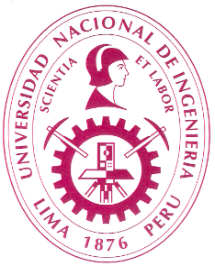 UNIVERSIDAD NACIONAL DE INGENIERIA
SCIENTIA ET LABOR
LIMA 1876 PERU